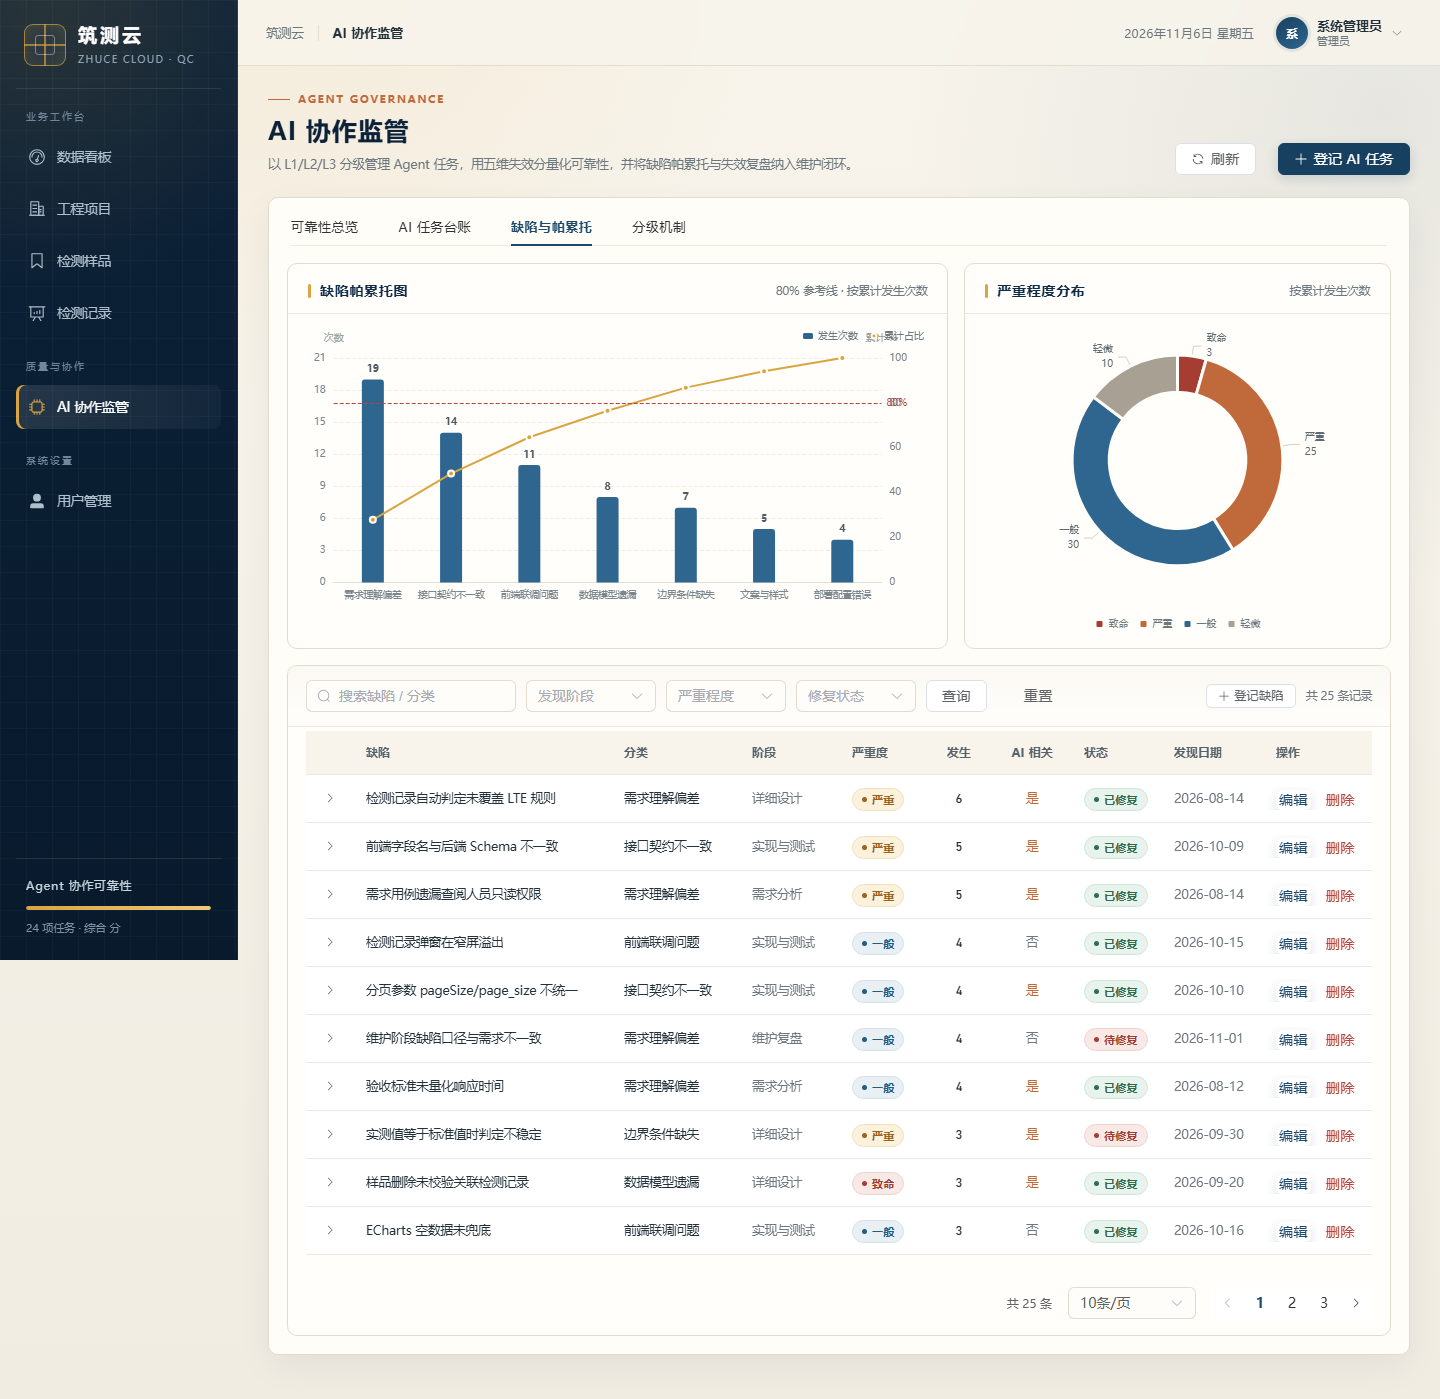 筑测云
ZHUCE CLOUD · QC
业务工作台
数据看板
工程项目
检测样品
检测记录
质量与协作
AI 协作监管
系统设置
用户管理
Agent 协作可靠性
24 项任务 · 综合 分
筑测云 AI 协作监管
2026年11月6日 星期五
系
系统管理员
管理员
AGENT GOVERNANCE
AI 协作监管
以 L1/L2/L3 分级管理 Agent 任务，用五维失效分量化可靠性，并将缺陷帕累托与失效复盘纳入维护闭环。
刷新
登记 AI 任务
可靠性总览 AI 任务台账 缺陷与帕累托 分级机制
缺陷帕累托图
80% 参考线 · 按累计发生次数
次数
发生次数 累计占比
21 18 15 12 9 6 3 0
19 14 11 8 7 5 4
100 80% 60 40 20 0
需求理解偏差 接口契约不一致 前端联调问题 数据模型遗漏 边界条件缺失 文案与样式 部署配置错误
严重程度分布
按累计发生次数
致命
3
严重
25
一般
30
轻微
10
致命 严重 一般 轻微
搜索缺陷 / 分类 发现阶段 严重程度 修复状态 查询 重置 登记缺陷 共 25 条记录
缺陷 分类 阶段 严重度 发生 AI 相关 状态 发现日期 操作
检测记录自动判定未覆盖 LTE 规则 需求理解偏差 详细设计 严重 6 是 已修复 2026-08-14 编辑 删除
前端字段名与后端 Schema 不一致 接口契约不一致 实现与测试 严重 5 是 已修复 2026-10-09 编辑 删除
需求用例遗漏查阅人员只读权限 需求理解偏差 需求分析 严重 5 是 已修复 2026-08-14 编辑 删除
检测记录弹窗在窄屏溢出 前端联调问题 实现与测试 一般 4 否 已修复 2026-10-15 编辑 删除
分页参数 pageSize/page_size 不统一 接口契约不一致 实现与测试 一般 4 是 已修复 2026-10-10 编辑 删除
维护阶段缺陷口径与需求不一致 需求理解偏差 维护复盘 一般 4 否 待修复 2026-11-01 编辑 删除
验收标准未量化响应时间 需求理解偏差 需求分析 一般 4 是 已修复 2026-08-12 编辑 删除
实测值等于标准值时判定不稳定 边界条件缺失 详细设计 严重 3 是 待修复 2026-09-30 编辑 删除
样品删除未校验关联检测记录 数据模型遗漏 详细设计 致命 3 是 已修复 2026-09-20 编辑 删除
ECharts 空数据未兜底 前端联调问题 实现与测试 一般 3 否 已修复 2026-10-16 编辑 删除
共 25 条 10条/页 1 2 3